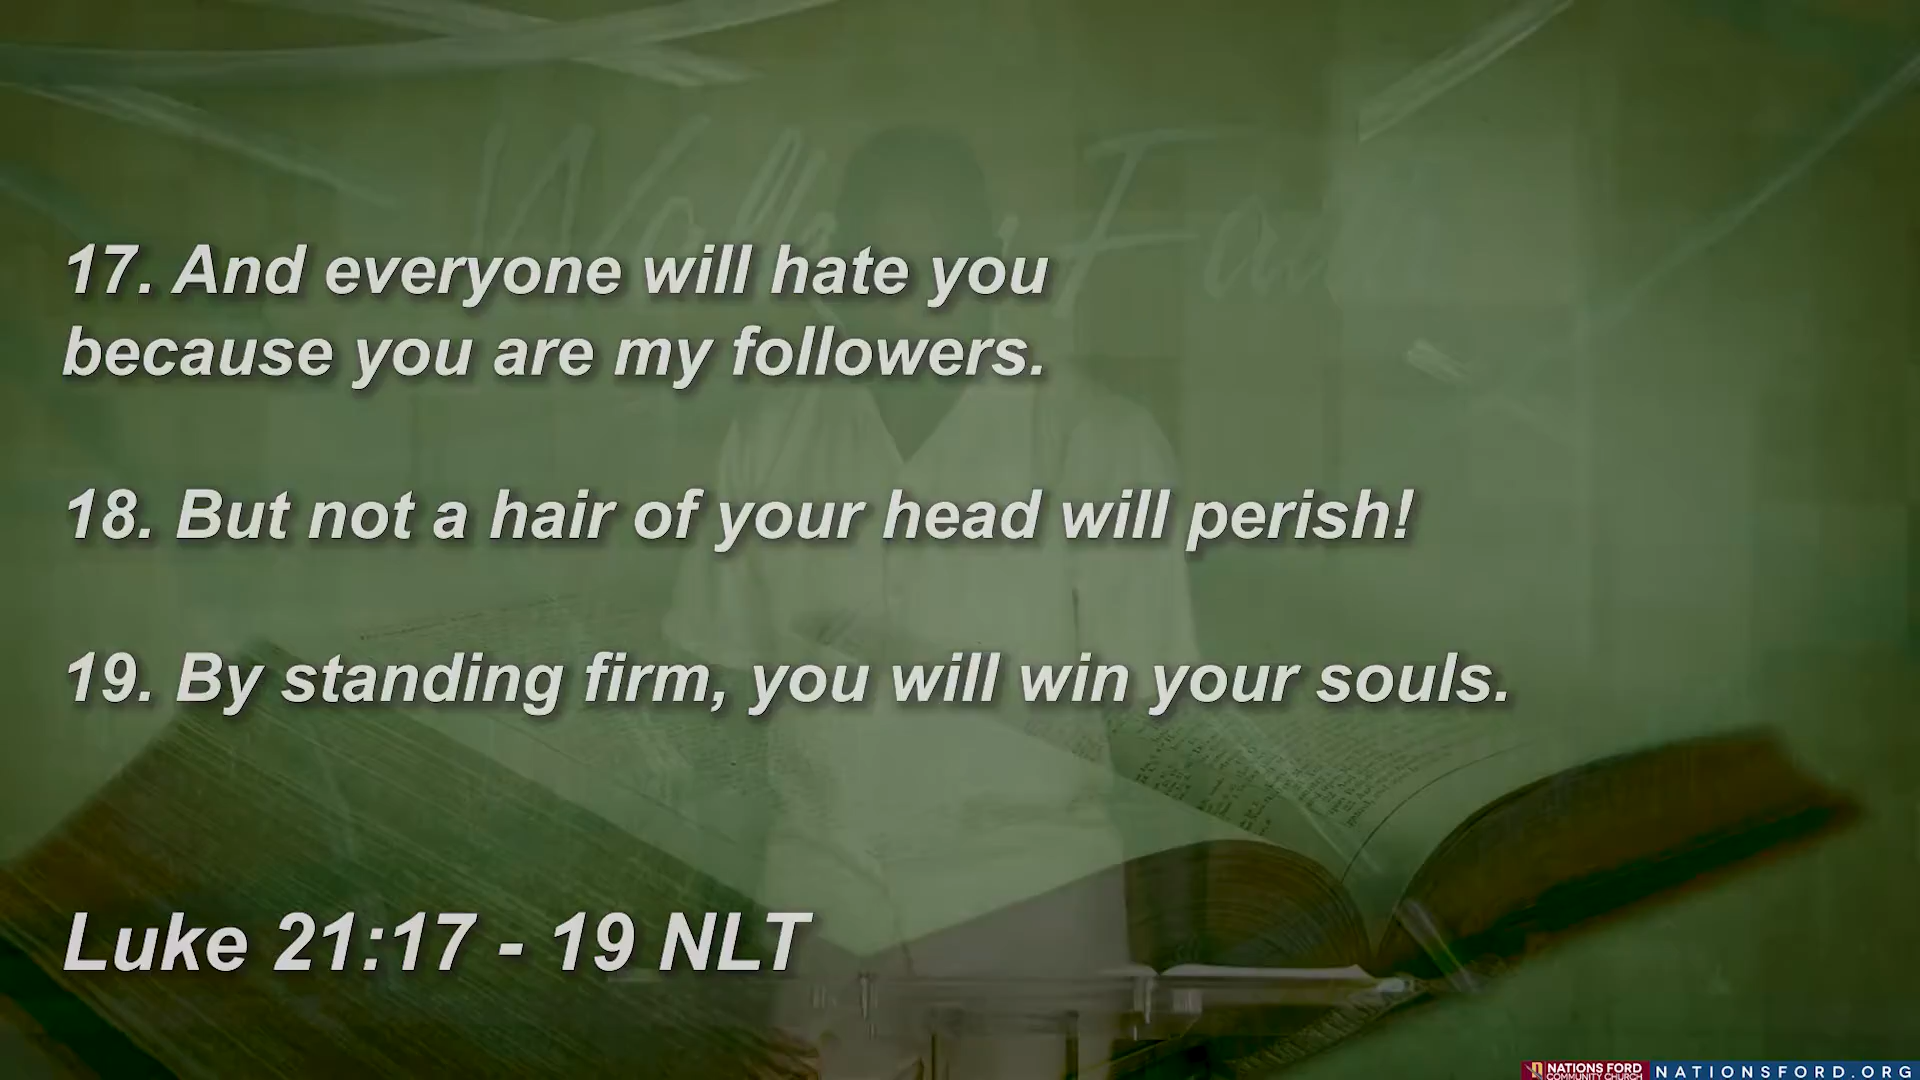 17. And everyone will hate you
because you are my followers.
18. But not a hair of your head will perish!
19. By standing firm, you will win your souls.
Luke 21:17 - 19 NLT
NATIONS FORD
COMMUNITY CHURCH
NATIONSFORD.ORG